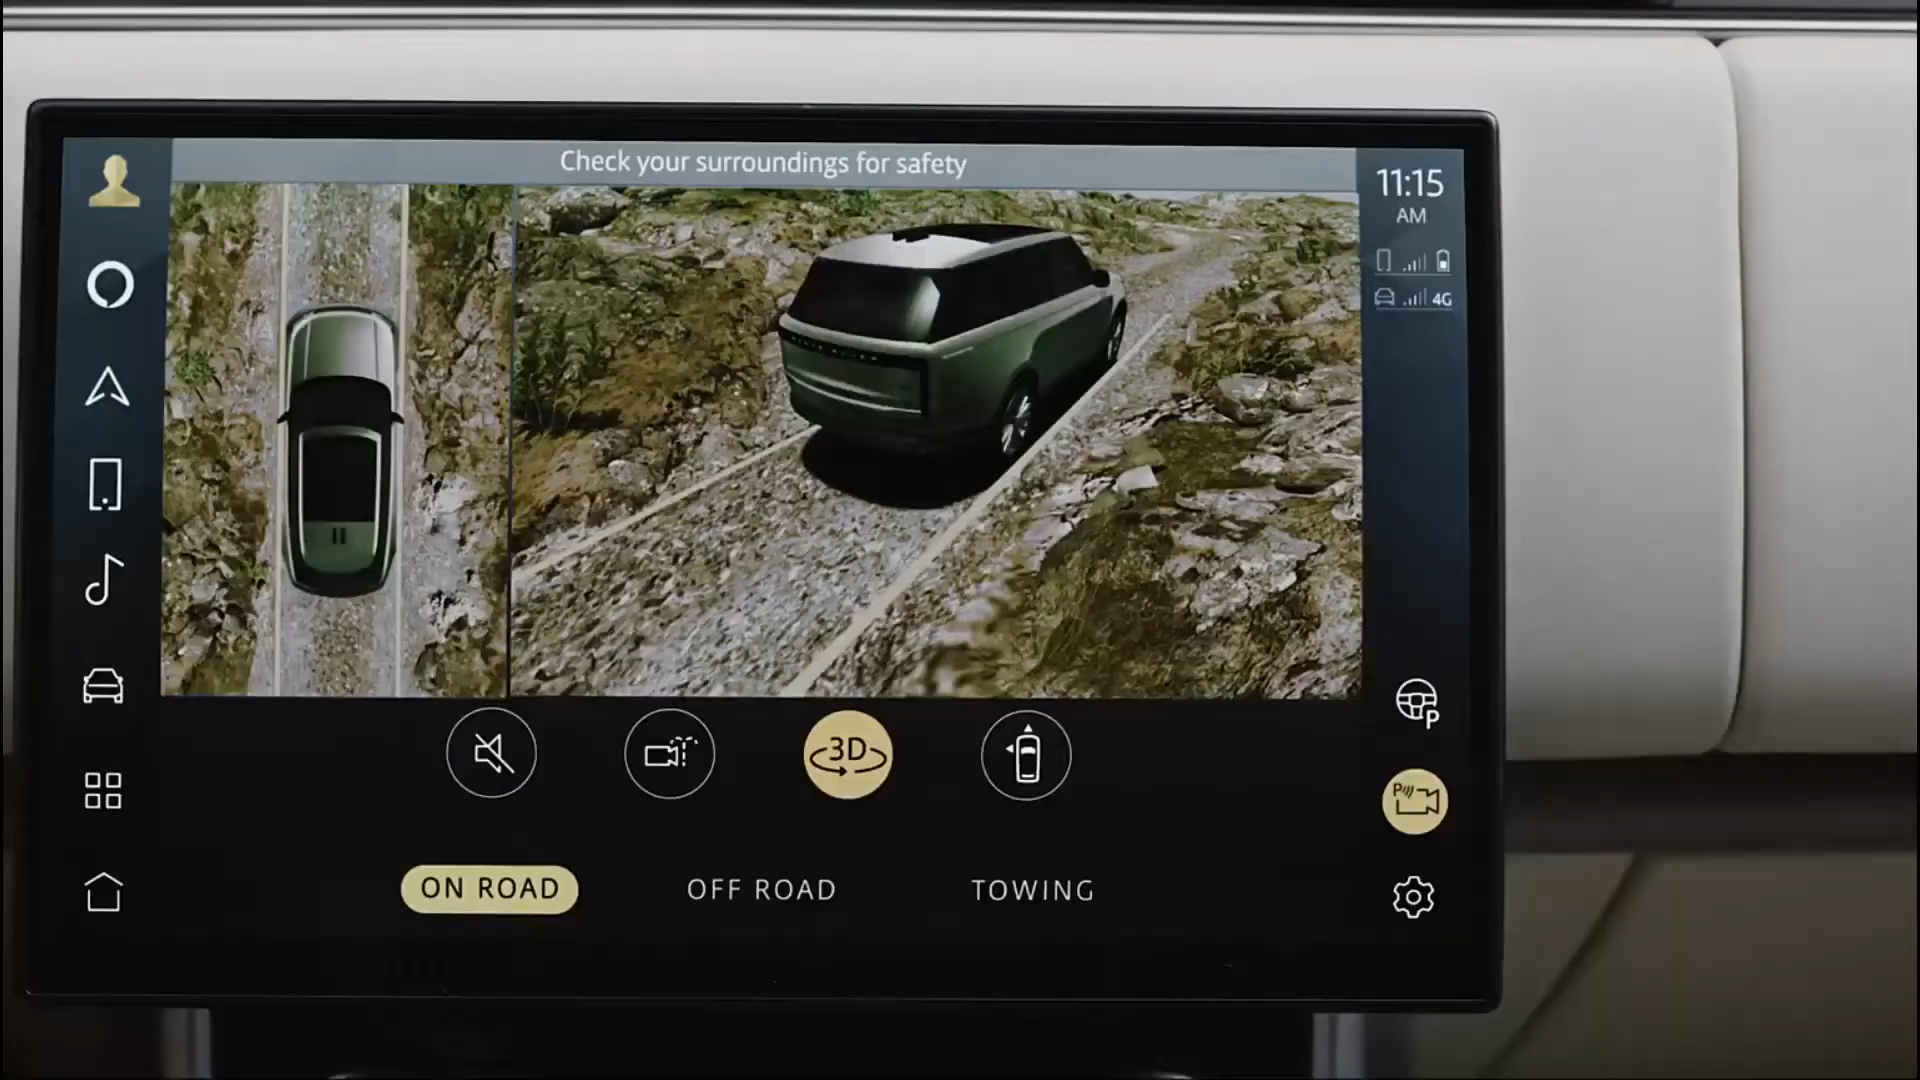 Check your surroundings for safety
11:15
AM
4G
3D
P
P
ON ROAD
OFF ROAD
TOWING